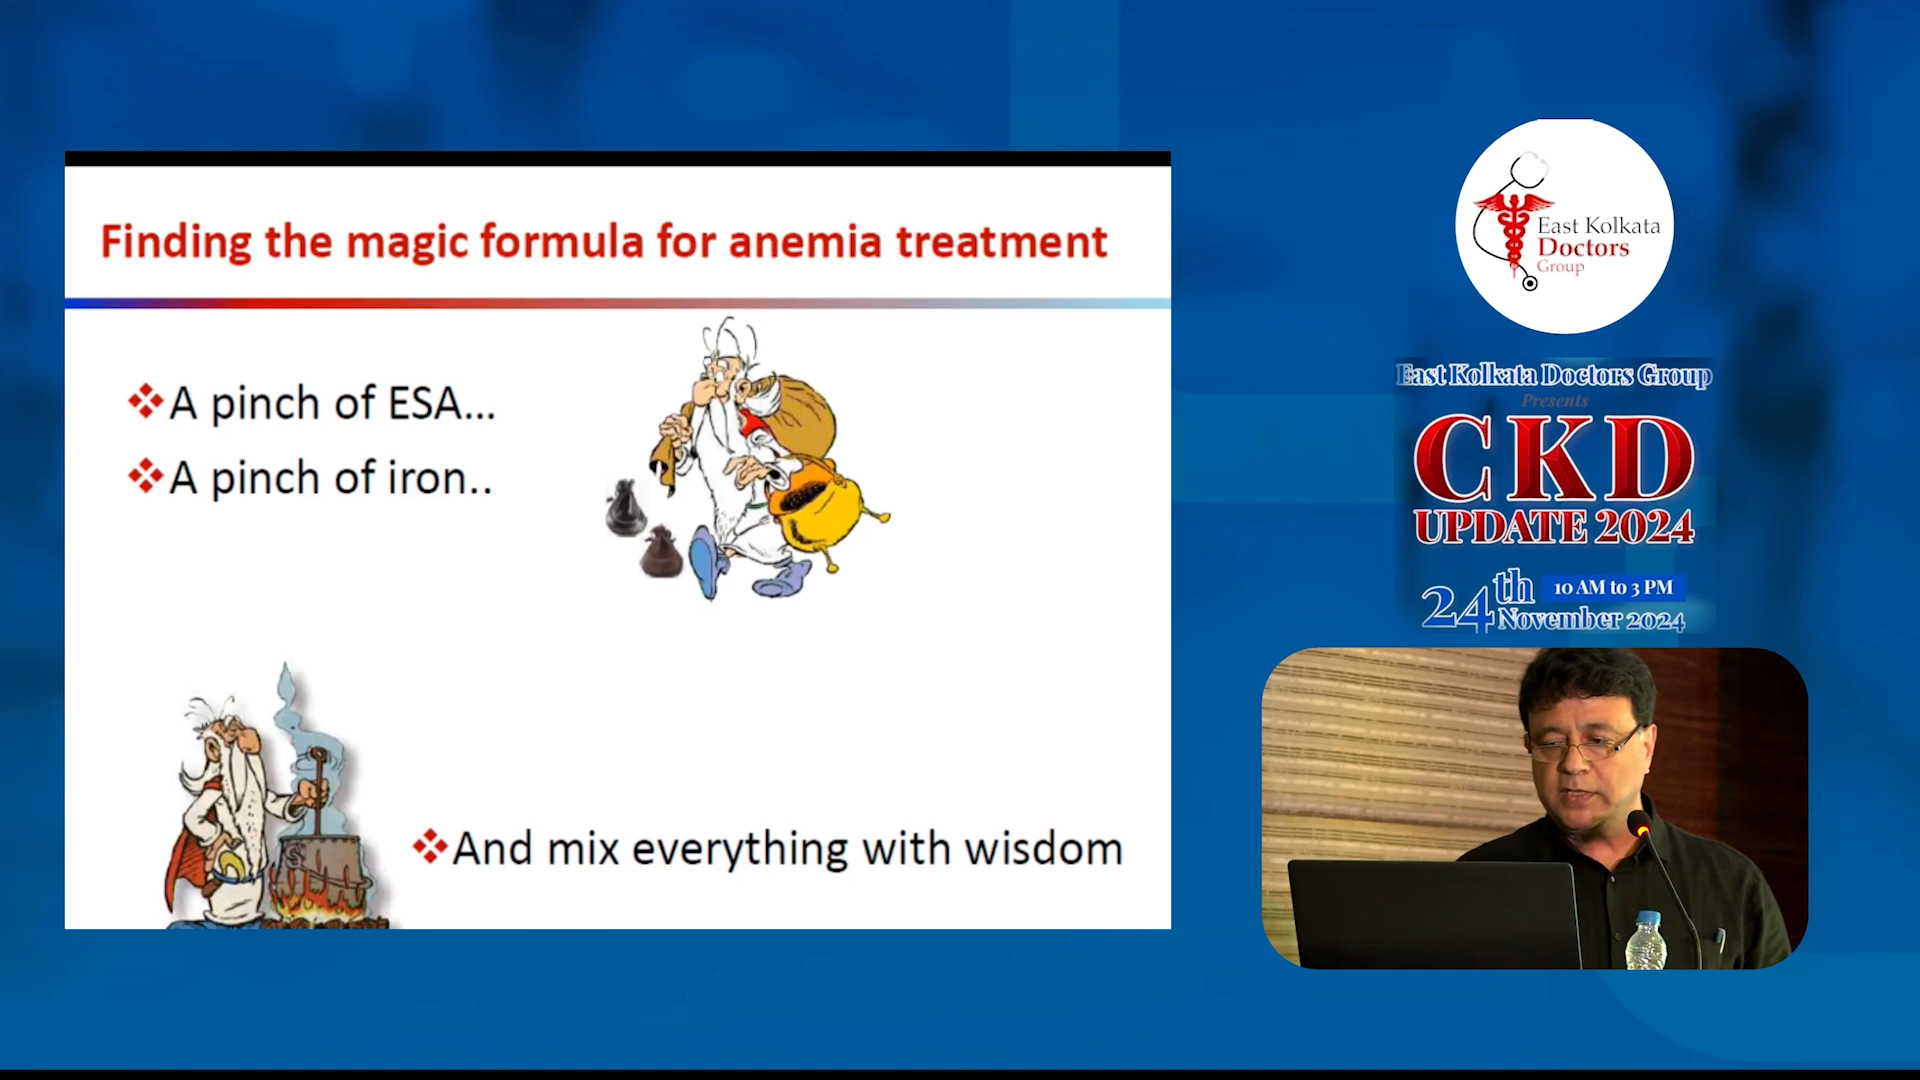 Finding the magic formula for anemia treatment
❖A pinch of ESA...
❖A pinch of iron..
❖And mix everything with wisdom
East Kolkata
Doctors
Group
East Kolkata Doctors Group
Presents
CKD
UPDATE 2024
24th November 2024
10 AM to 3 PM